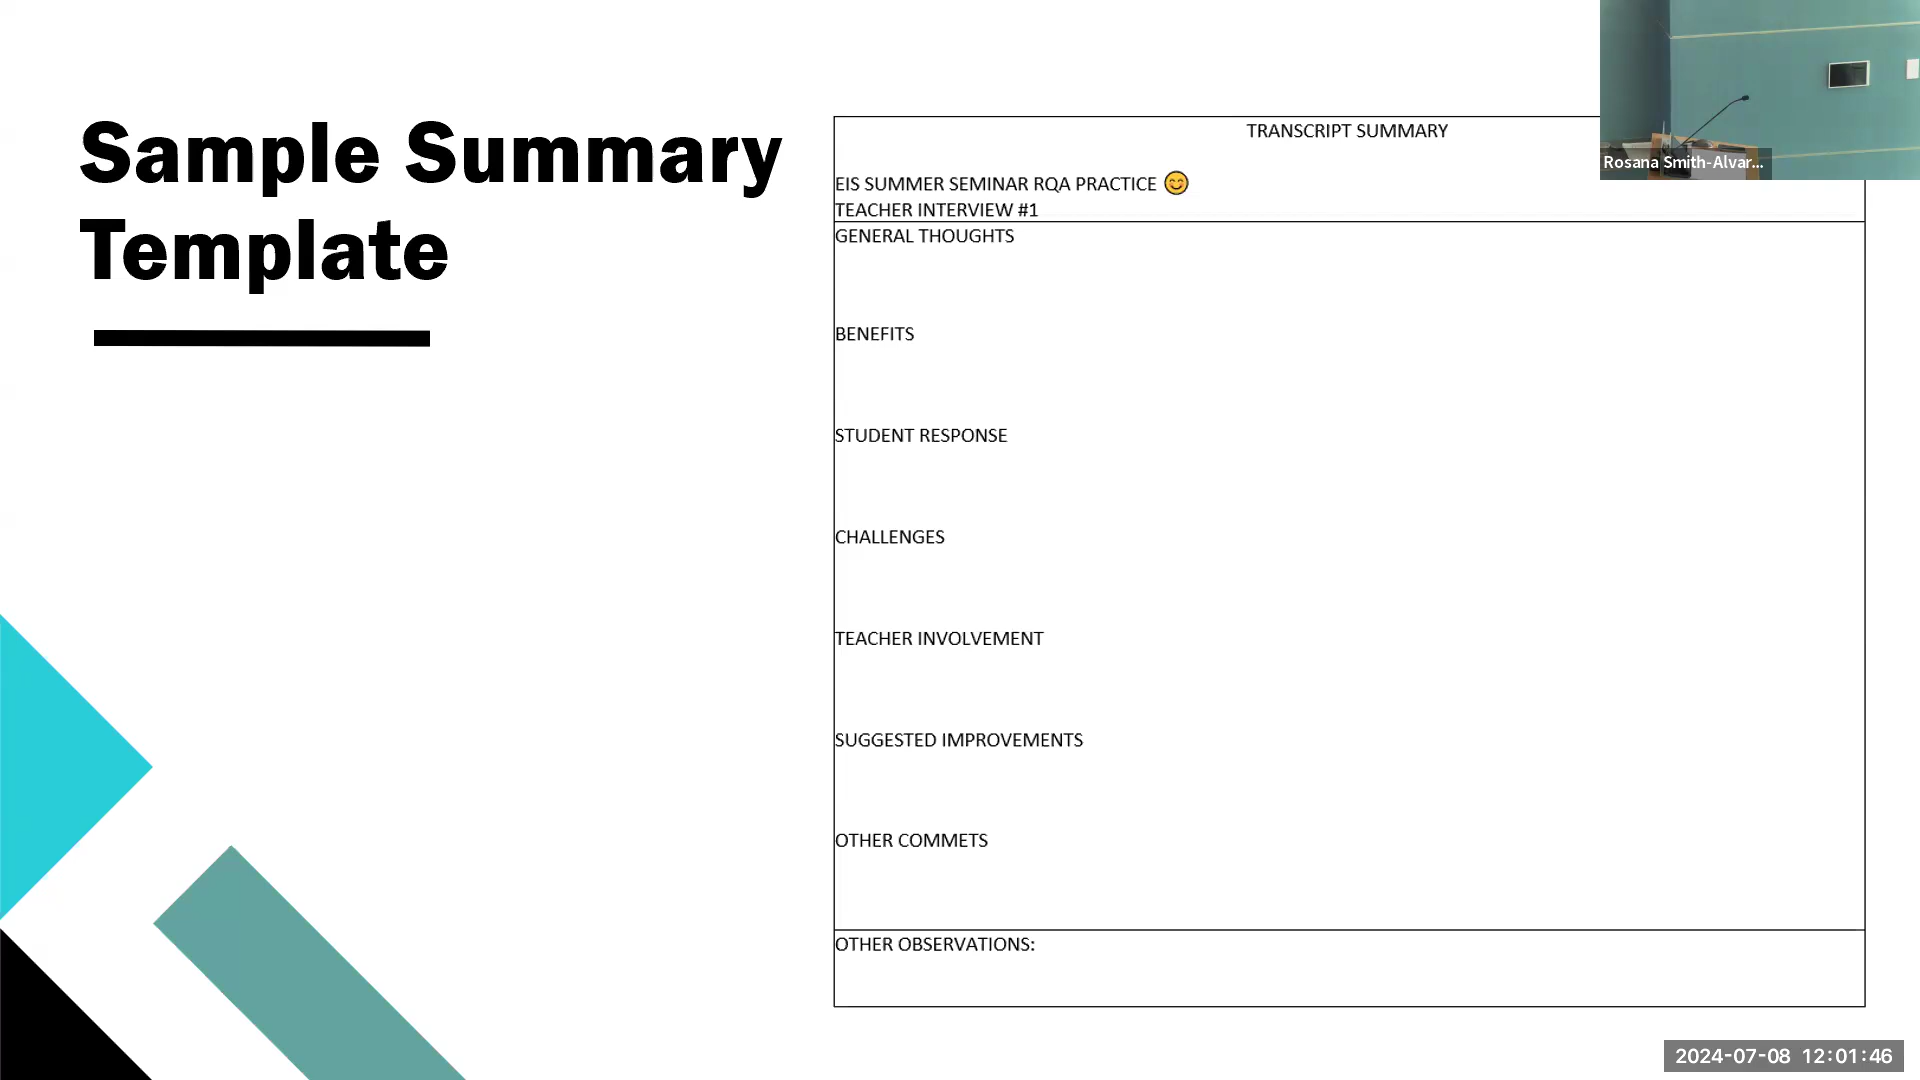 Sample Summary
Template
TRANSCRIPT SUMMARY
EIS SUMMER SEMINAR RQA PRACTICE 😊
TEACHER INTERVIEW #1
GENERAL THOUGHTS
BENEFITS
STUDENT RESPONSE
CHALLENGES
TEACHER INVOLVEMENT
SUGGESTED IMPROVEMENTS
OTHER COMMETS
OTHER OBSERVATIONS:
Rosana Smith-Alvar...
2024-07-08 12:01:46